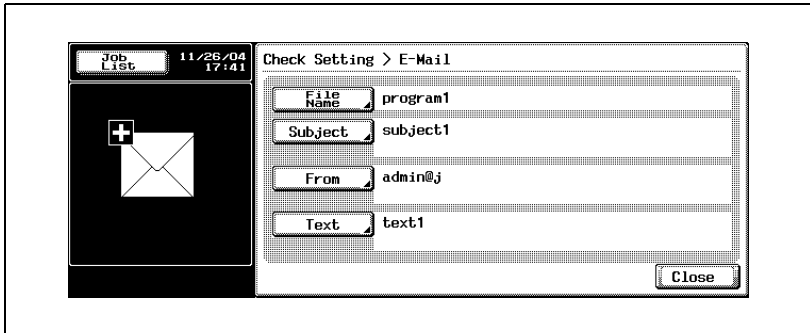 Job
List
11/26/04
17:41
Check Setting > E-Mail
File
Name
program1
Subject
subject1
From
admin@j
Text
text1
Close